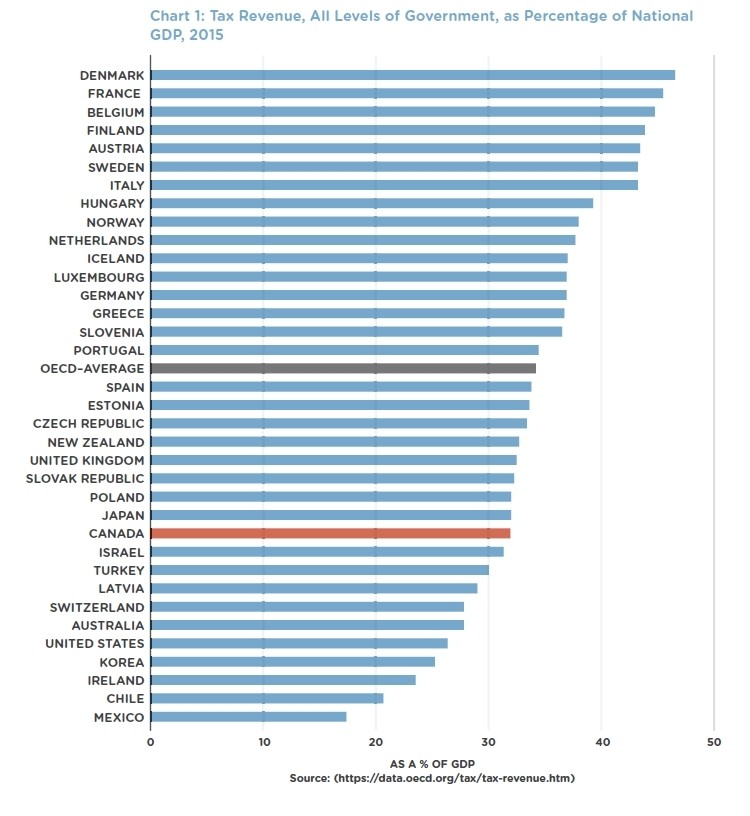 Chart 1: Tax Revenue, All Levels of Government, as Percentage of National
GDP, 2015
DENMARK
FRANCE
BELGIUM
FINLAND
AUSTRIA
SWEDEN
ITALY
HUNGARY
NORWAY
NETHERLANDS
ICELAND
LUXEMBOURG
GERMANY
GREECE
SLOVENIA
PORTUGAL
OECD–AVERAGE
SPAIN
ESTONIA
CZECH REPUBLIC
NEW ZEALAND
UNITED KINGDOM
SLOVAK REPUBLIC
POLAND
JAPAN
CANADA
ISRAEL
TURKEY
LATVIA
SWITZERLAND
AUSTRALIA
UNITED STATES
KOREA
IRELAND
CHILE
MEXICO
0 10 20 30 40 50
AS A % OF GDP
Source: (https://data.oecd.org/tax/tax-revenue.htm)